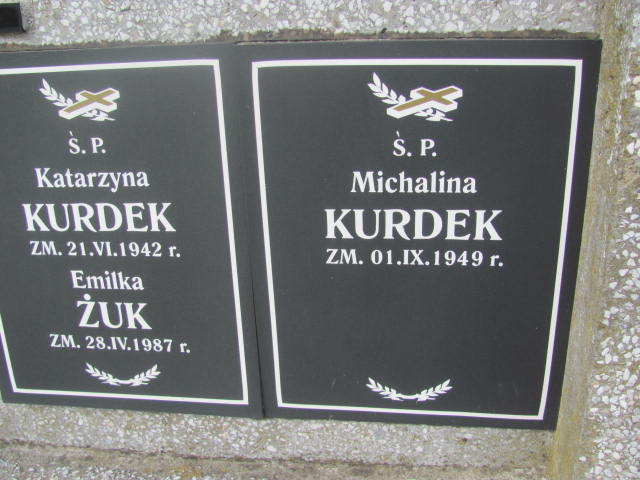 Ṡ. P.
Katarzyna
KURDEK
ZM. 21.VI.1942 r.
Emilka
ŻUK
ZM. 28.IV.1987 r.
Ṡ. P.
Michalina
KURDEK
ZM. 01.IX.1949 r.